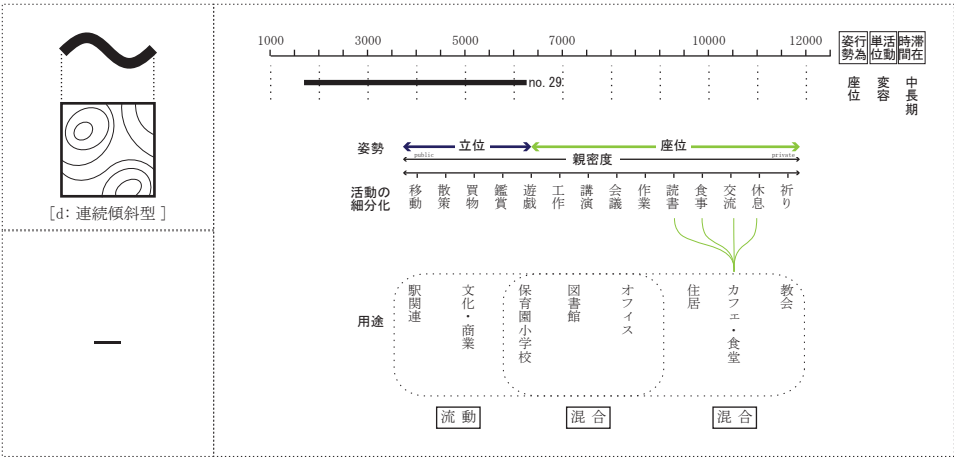 1000 3000 5000 7000 10000 12000
no. 29
姿勢
行為
単位
活動
時間
滞在
座位
変容
中長期
[d: 連続傾斜型 ]
姿勢
立位
座位
public
親密度
private
活動の
細分化
移動
散策
買物
鑑賞
遊戯
工作
講演
会議
作業
読書
食事
交流
休息
祈り
用途
駅関連
文化・商業
保育園小学校
図書館
オフィス
住居
カフェ・食堂
教会
流動
混合
混合